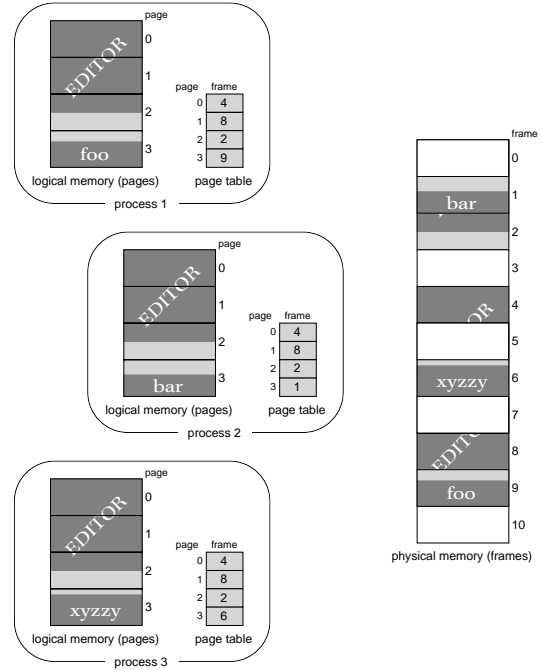 page
0
EDITOR
1
page frame
2
0 4
1 8
2 2
3
foo
3 9
logical memory (pages) page table
process 1
page
0
EDITOR
1
page frame
0 4
2
1 8
2 2
3
bar
3 1
logical memory (pages) page table
process 2
page
0
EDITOR
1
page frame
2
0 4
1 8
2 2
3
xyzzy
3 6
logical memory (pages) page table
process 3
frame
0
1
bar
2
3
4
OR
5
6
xyzzy
7
8
EDIT
9
foo
10
physical memory (frames)